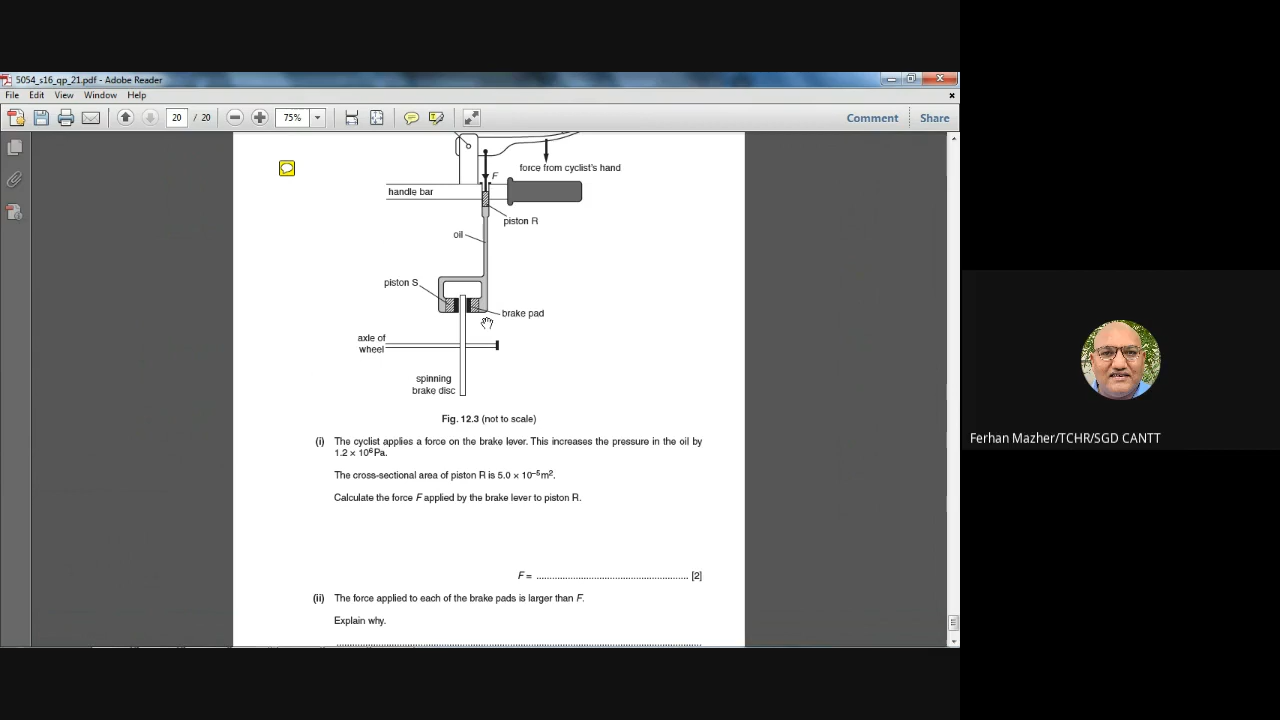 5054_s16_qp_21.pdf - Adobe Reader
File Edit View Window Help
20 / 20 75% Comment Share
force from cyclist's hand
F
handle bar
piston R
oil
piston S
brake pad
axle of
wheel
spinning
brake disc
Fig. 12.3 (not to scale)
(i) The cyclist applies a force on the brake lever. This increases the pressure in the oil by
1.2 × 10⁶ Pa.
The cross-sectional area of piston R is 5.0 × 10⁻⁵ m².
Calculate the force F applied by the brake lever to piston R.
F = ...................................................... [2]
(ii) The force applied to each of the brake pads is larger than F.
Explain why.
Ferhan Mazher/TCHR/SGD CANTT